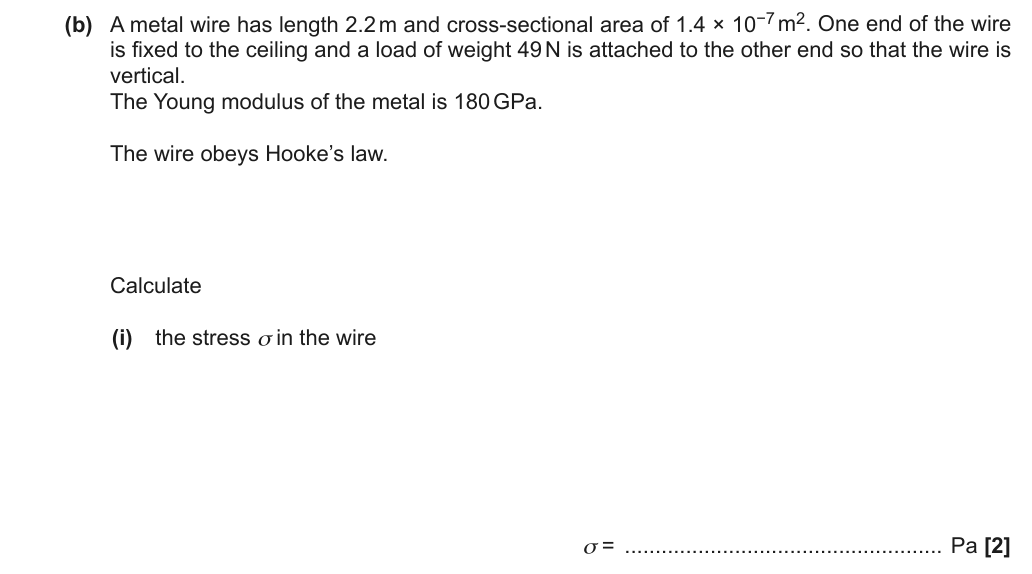 (b) A metal wire has length 2.2 m and cross-sectional area of 1.4 × 10⁻⁷ m². One end of the wire
is fixed to the ceiling and a load of weight 49 N is attached to the other end so that the wire is
vertical.
The Young modulus of the metal is 180 GPa.
The wire obeys Hooke’s law.
Calculate
(i) the stress σ in the wire
σ = .................................................... Pa [2]